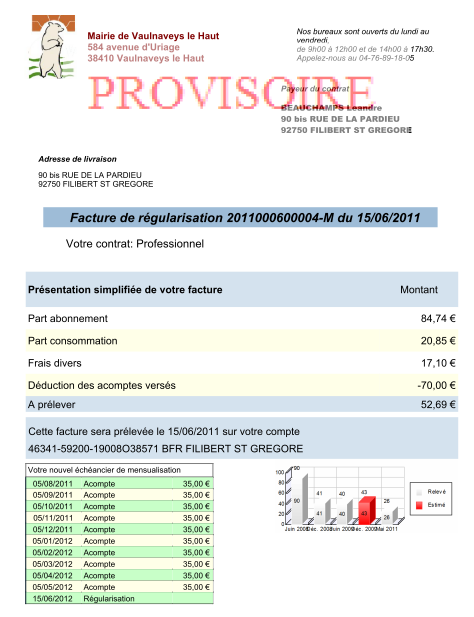 Mairie de Vaulnaveys le Haut
584 avenue d'Uriage
38410 Vaulnaveys le Haut
Nos bureaux sont ouverts du lundi au
vendredi,
de 9h00 à 12h00 et de 14h00 à 17h30.
Appelez-nous au 04-76-89-18-05
PROVISOIRE
Payeur du contrat
BEAUCHAMPS Leandre
90 bis RUE DE LA PARDIEU
92750 FILIBERT ST GREGORE
Adresse de livraison
90 bis RUE DE LA PARDIEU
92750 FILIBERT ST GREGORE
Facture de régularisation 2011000600004-M du 15/06/2011
Votre contrat: Professionnel
Présentation simplifiée de votre facture Montant
Part abonnement 84,74 €
Part consommation 20,85 €
Frais divers 17,10 €
Déduction des acomptes versés -70,00 €
A prélever 52,69 €
Cette facture sera prélevée le 15/06/2011 sur votre compte
46341-59200-19008O38571 BFR FILIBERT ST GREGORE
Votre nouvel échéancier de mensualisation
05/08/2011 Acompte 35,00 €
05/09/2011 Acompte 35,00 €
05/10/2011 Acompte 35,00 €
05/11/2011 Acompte 35,00 €
05/12/2011 Acompte 35,00 €
05/01/2012 Acompte 35,00 €
05/02/2012 Acompte 35,00 €
05/03/2012 Acompte 35,00 €
05/04/2012 Acompte 35,00 €
05/05/2012 Acompte 35,00 €
15/06/2012 Régularisation
100
80
60
40
20
0
90 41 40 43 26
90 41 40 43 26
Juin 2008 Déc. 2008 Juin 2009 Déc. 2009 Mai 2011
Relevé
Estimé